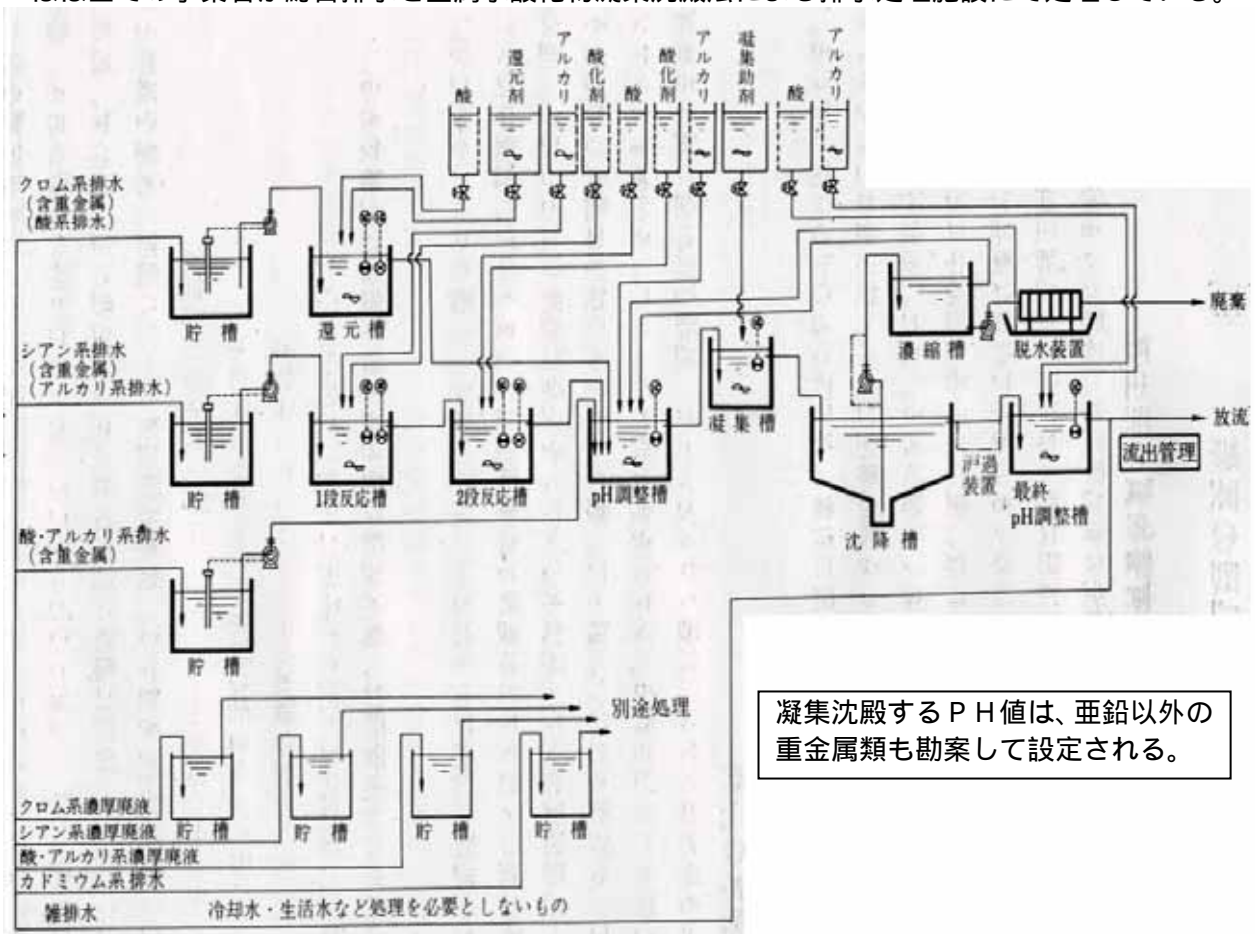 酸
還元剤
アルカリ
酸化剤
酸
酸化剤
アルカリ
凝集助剤
酸
アルカリ
クロム系排水
(含重金属)
(酸系排水)
貯槽
還元槽
濃縮槽
脱水装置
廃棄
シアン系排水
(含重金属)
(アルカリ系排水)
貯槽
1段反応槽
2段反応槽
pH調整槽
凝集槽
沈降槽
沪過
装置
最終
pH調整槽
放流
流出管理
酸・アルカリ系排水
(含重金属)
貯槽
別途処理
凝集沈殿するPH値は、亜鉛以外の
重金属類も勘案して設定される。
クロム系濃厚廃液
貯槽
貯槽
貯槽
貯槽
シアン系濃厚廃液
酸・アルカリ系濃厚廃液
カドミウム系排水
雑排水 冷却水・生活水など処理を必要としないもの